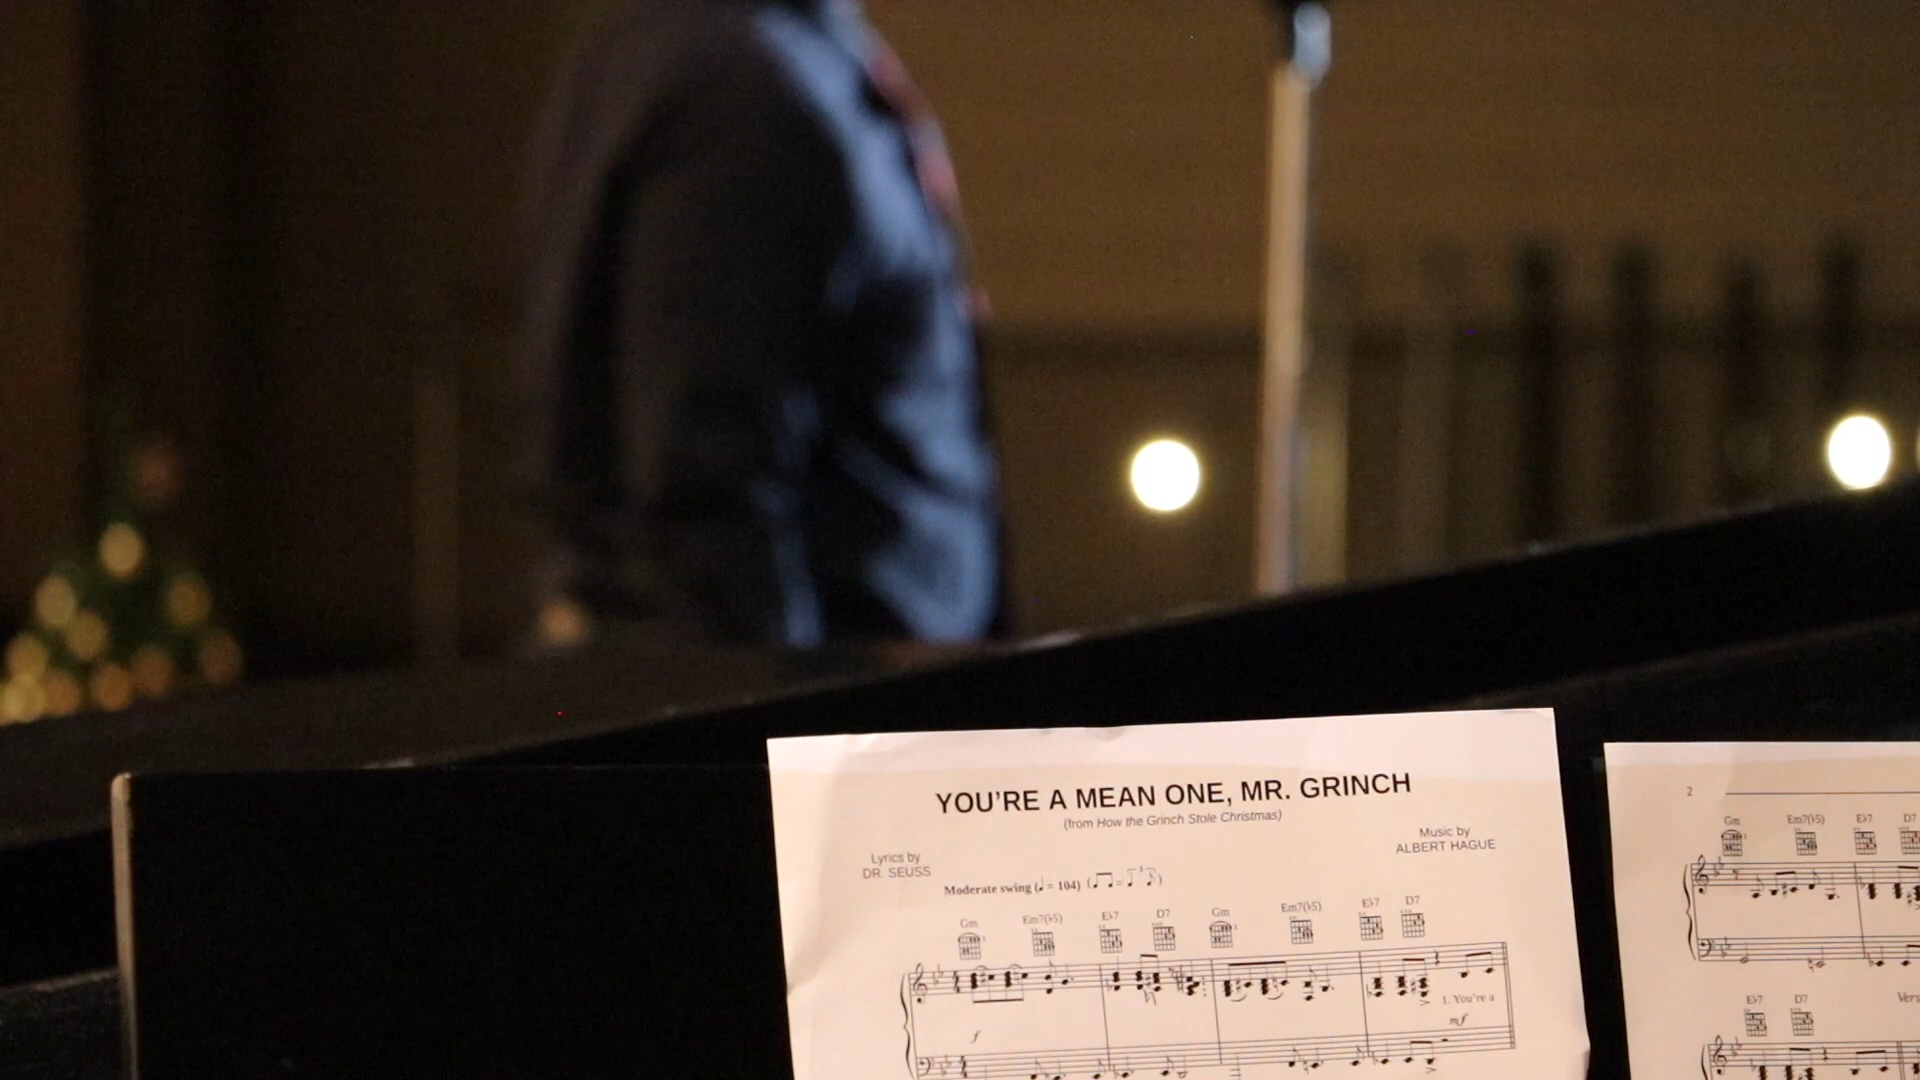 YOU'RE A MEAN ONE, MR. GRINCH
(from How the Grinch Stole Christmas)
Lyrics by
DR. SEUSS
Music by
ALBERT HAGUE
Moderate swing (♩ = 104)
Gm Em7(♭5) E♭7 D7 Gm Em7(♭5) E♭7 D7
1. You're a
f
mf
2
Gm Em7(♭5) E♭7 D7
E♭7 D7
Vers